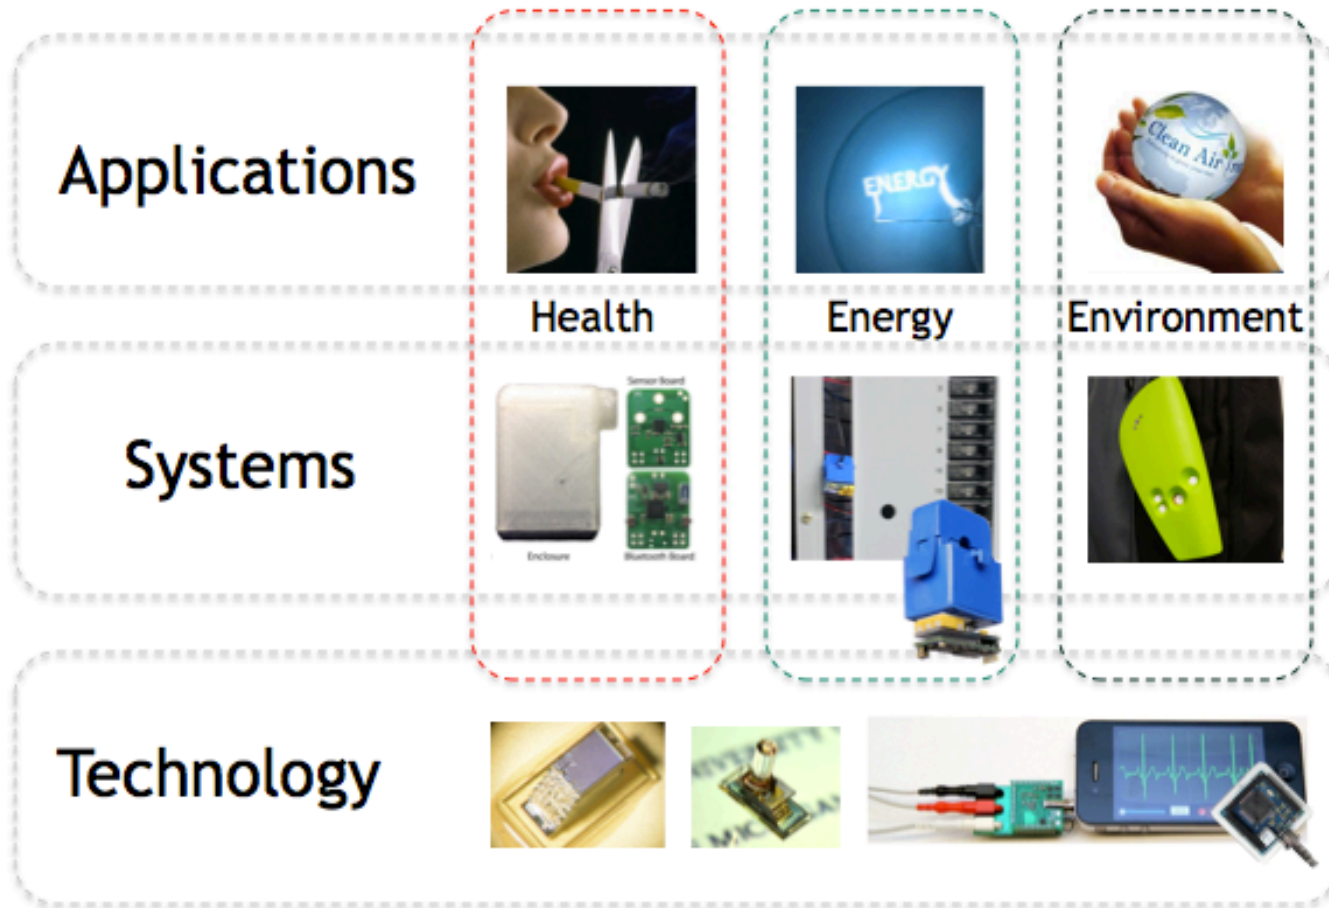 Applications
ENERGY
Clean Air
Health
Energy
Environment
Systems
Sensor Board
Enclosure
Bluetooth Board
Technology